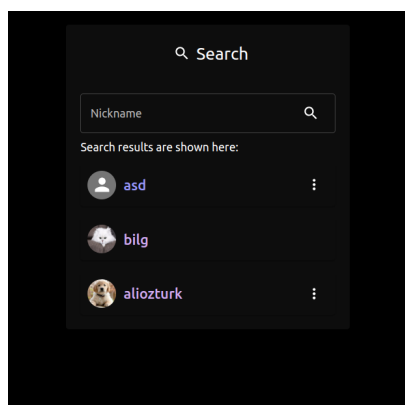 Search
Nickname
Search results are shown here:
asd
bilg
aliozturk